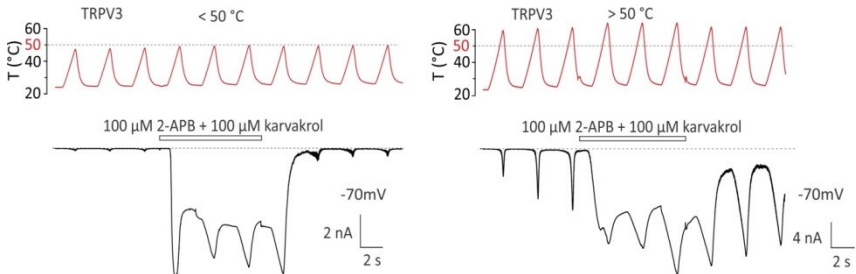 TRPV3 < 50 °C
60
50
40
20
T (°C)
100 µM 2-APB + 100 µM karvakrol
-70mV
2 nA
2 s
TRPV3 > 50 °C
60
50
40
20
T (°C)
100 µM 2-APB + 100 µM karvakrol
-70mV
4 nA
2 s